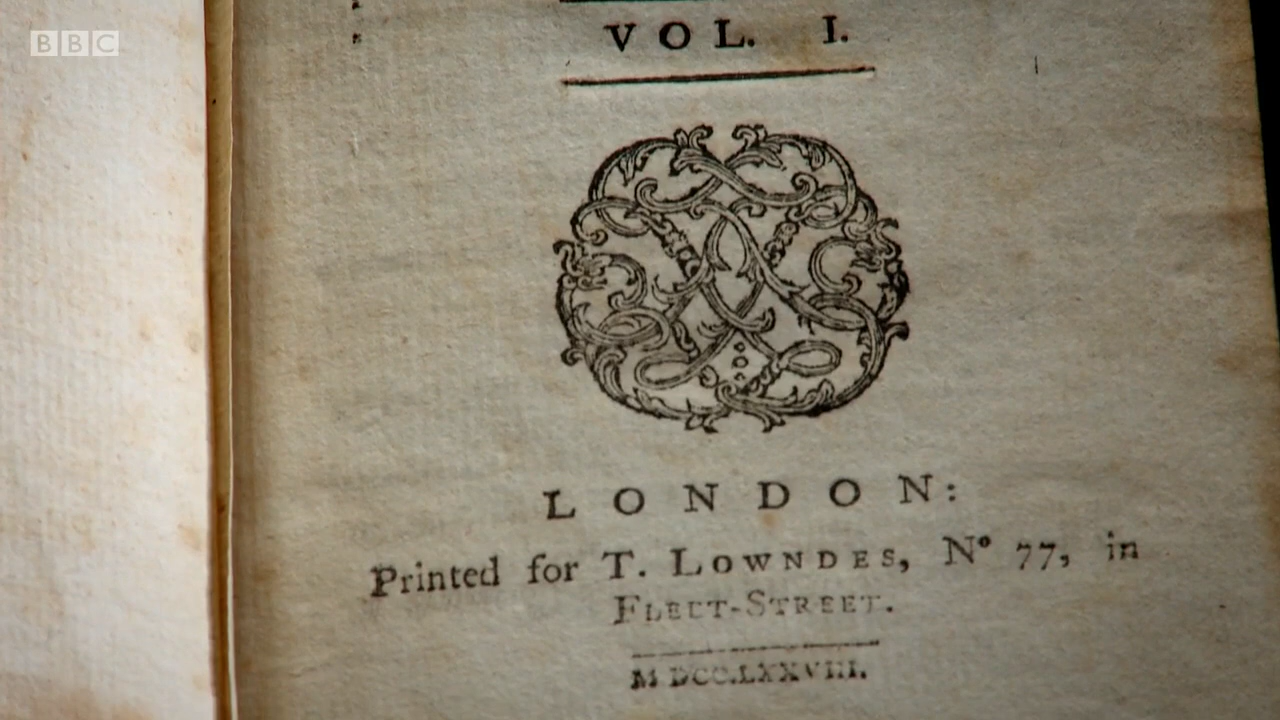 BBC
VOL. I.
LONDON:
Printed for T. LOWNDES, Nº 77, in
FLEET-STREET.
M DCC.LXXVIII.